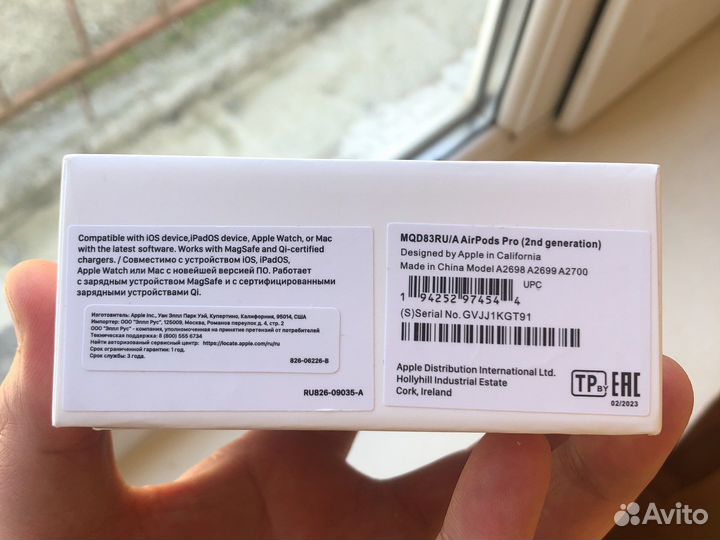 Compatible with iOS device,iPadOS device, Apple Watch, or Mac
with the latest software. Works with MagSafe and Qi-certified
chargers. / Совместимо с устройством iOS, iPadOS,
Apple Watch или Mac с новейшей версией ПО. Работает
с зарядным устройством MagSafe и с сертифицированными
зарядными устройствами Qi.
Изготовитель: Apple Inc., Уан Эппл Парк Уэй, Купертино, Калифорния, 95014, США
Импортер: ООО "Эппл Рус", 125009, Москва, Романов переулок д. 4, стр. 2
ООО "Эппл Рус" - компания, уполномоченная на принятие претензий от потребителей
Техническая поддержка: 8 (800) 555 6734
Найти авторизованный сервисный центр: https://locate.apple.com/ru/ru
Срок ограниченной гарантии: 1 год.
Срок службы: 3 года.
826-06226-B
RU826-09035-A
MQD83RU/A AirPods Pro (2nd generation)
Designed by Apple in California
Made in China Model A2698 A2699 A2700
UPC
1 94252 97454 4
(S)Serial No. GVJJ1KGT91
Apple Distribution International Ltd.
Hollyhill Industrial Estate
Cork, Ireland
TP BY EAC
02/2023
Avito